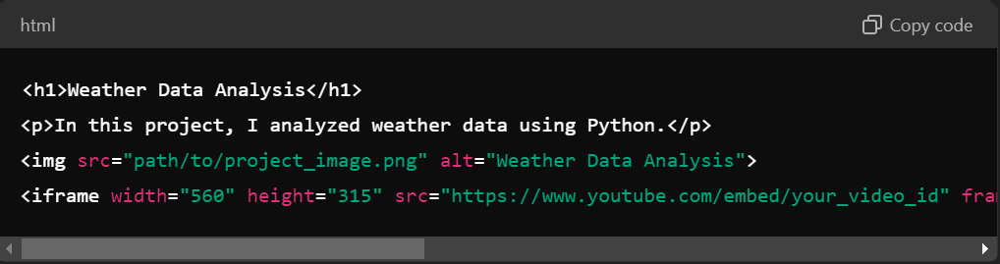 html
Copy code
<h1>Weather Data Analysis</h1>
<p>In this project, I analyzed weather data using Python.</p>
<img src="path/to/project_image.png" alt="Weather Data Analysis">
<iframe width="560" height="315" src="https://www.youtube.com/embed/your_video_id" fra